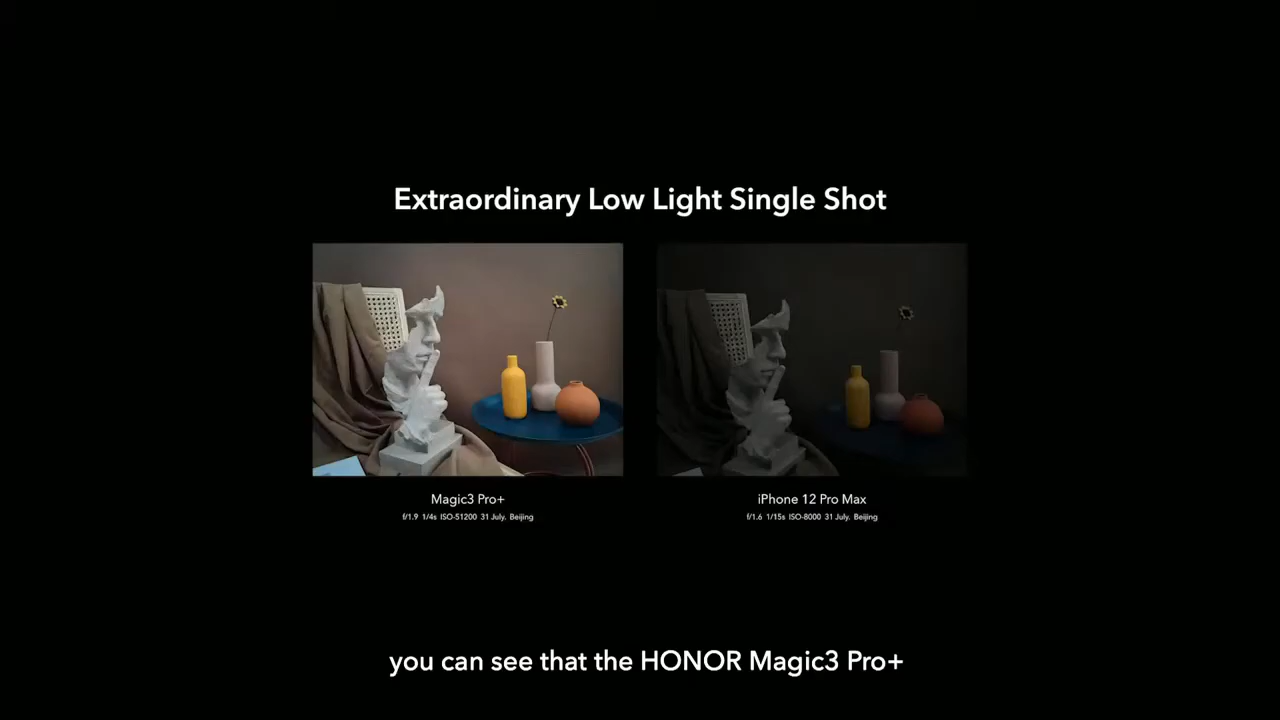 Extraordinary Low Light Single Shot
Magic3 Pro+
f/1.9 1/4s ISO-51200 31 July. Beijing
iPhone 12 Pro Max
f/1.6 1/15s ISO-8000 31 July. Beijing
you can see that the HONOR Magic3 Pro+